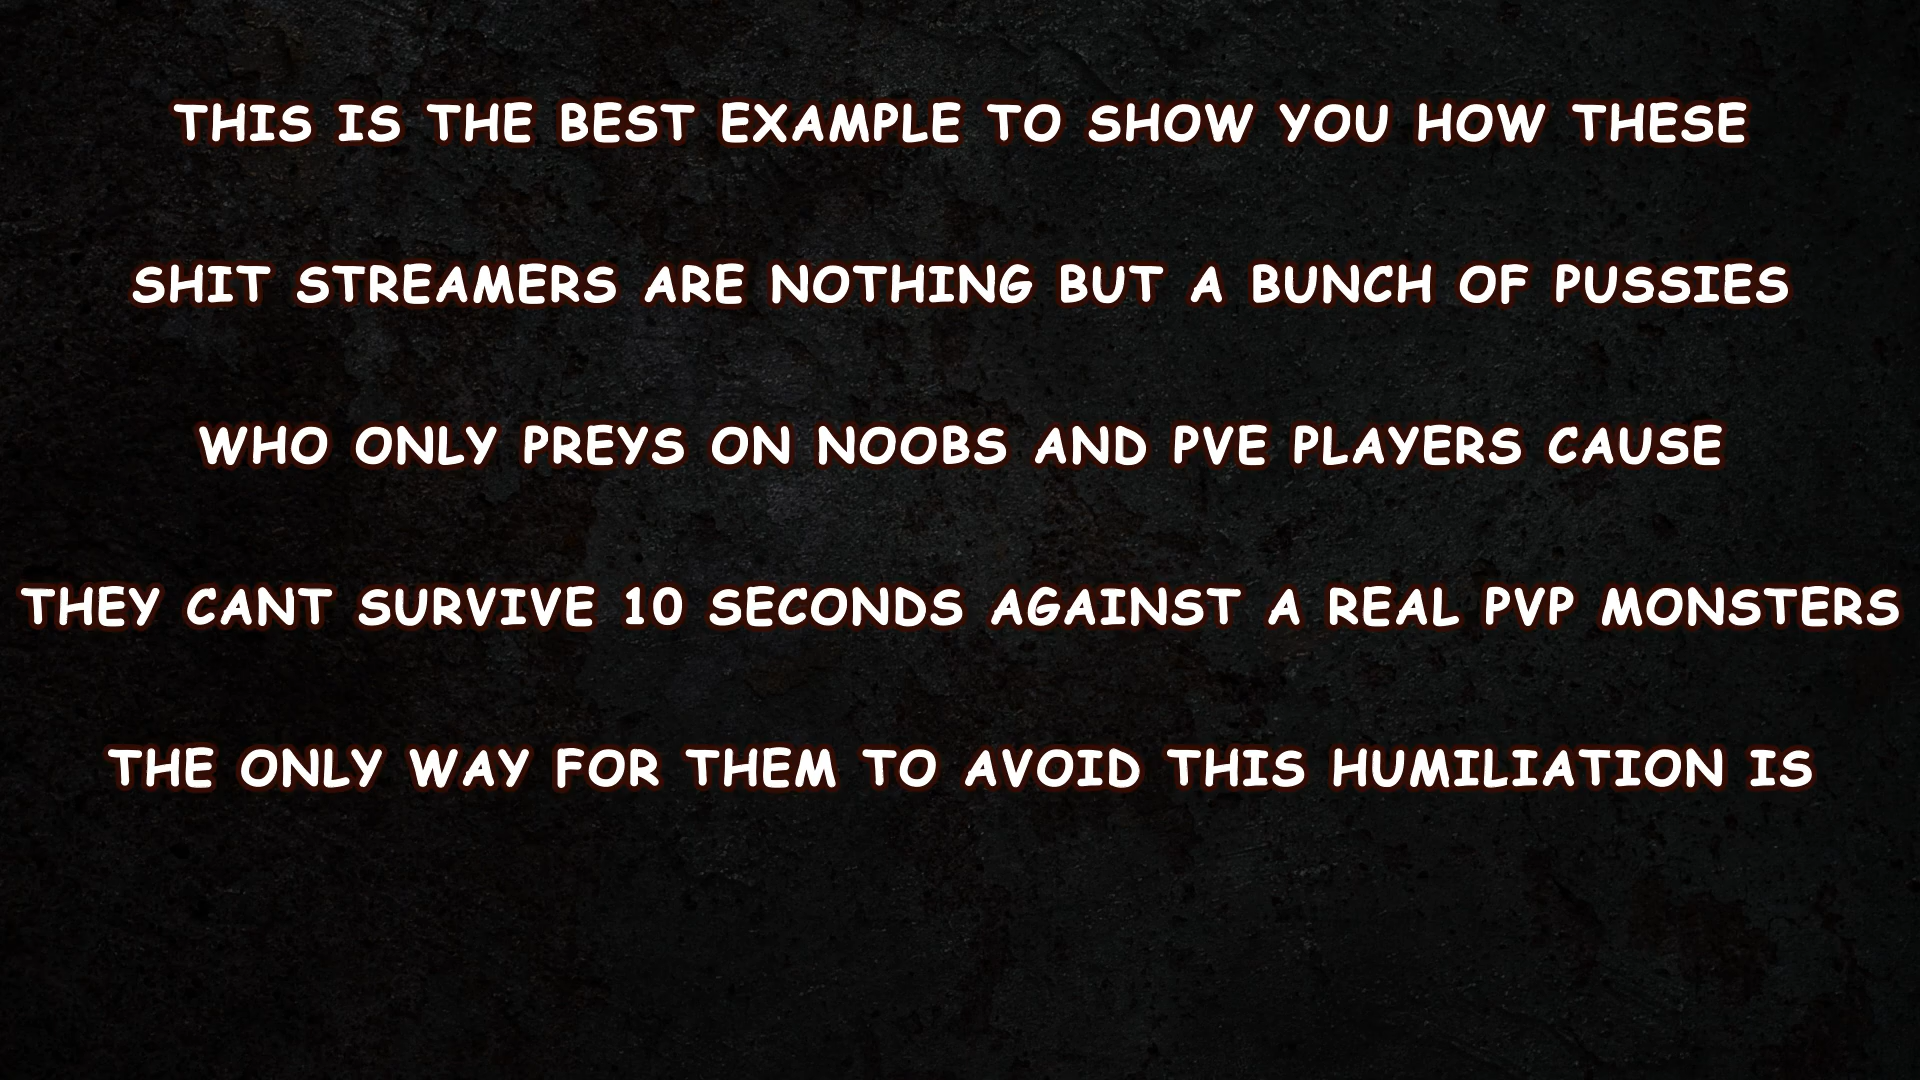 THIS IS THE BEST EXAMPLE TO SHOW YOU HOW THESE
SHIT STREAMERS ARE NOTHING BUT A BUNCH OF PUSSIES
WHO ONLY PREYS ON NOOBS AND PVE PLAYERS CAUSE
THEY CANT SURVIVE 10 SECONDS AGAINST A REAL PVP MONSTERS
THE ONLY WAY FOR THEM TO AVOID THIS HUMILIATION IS